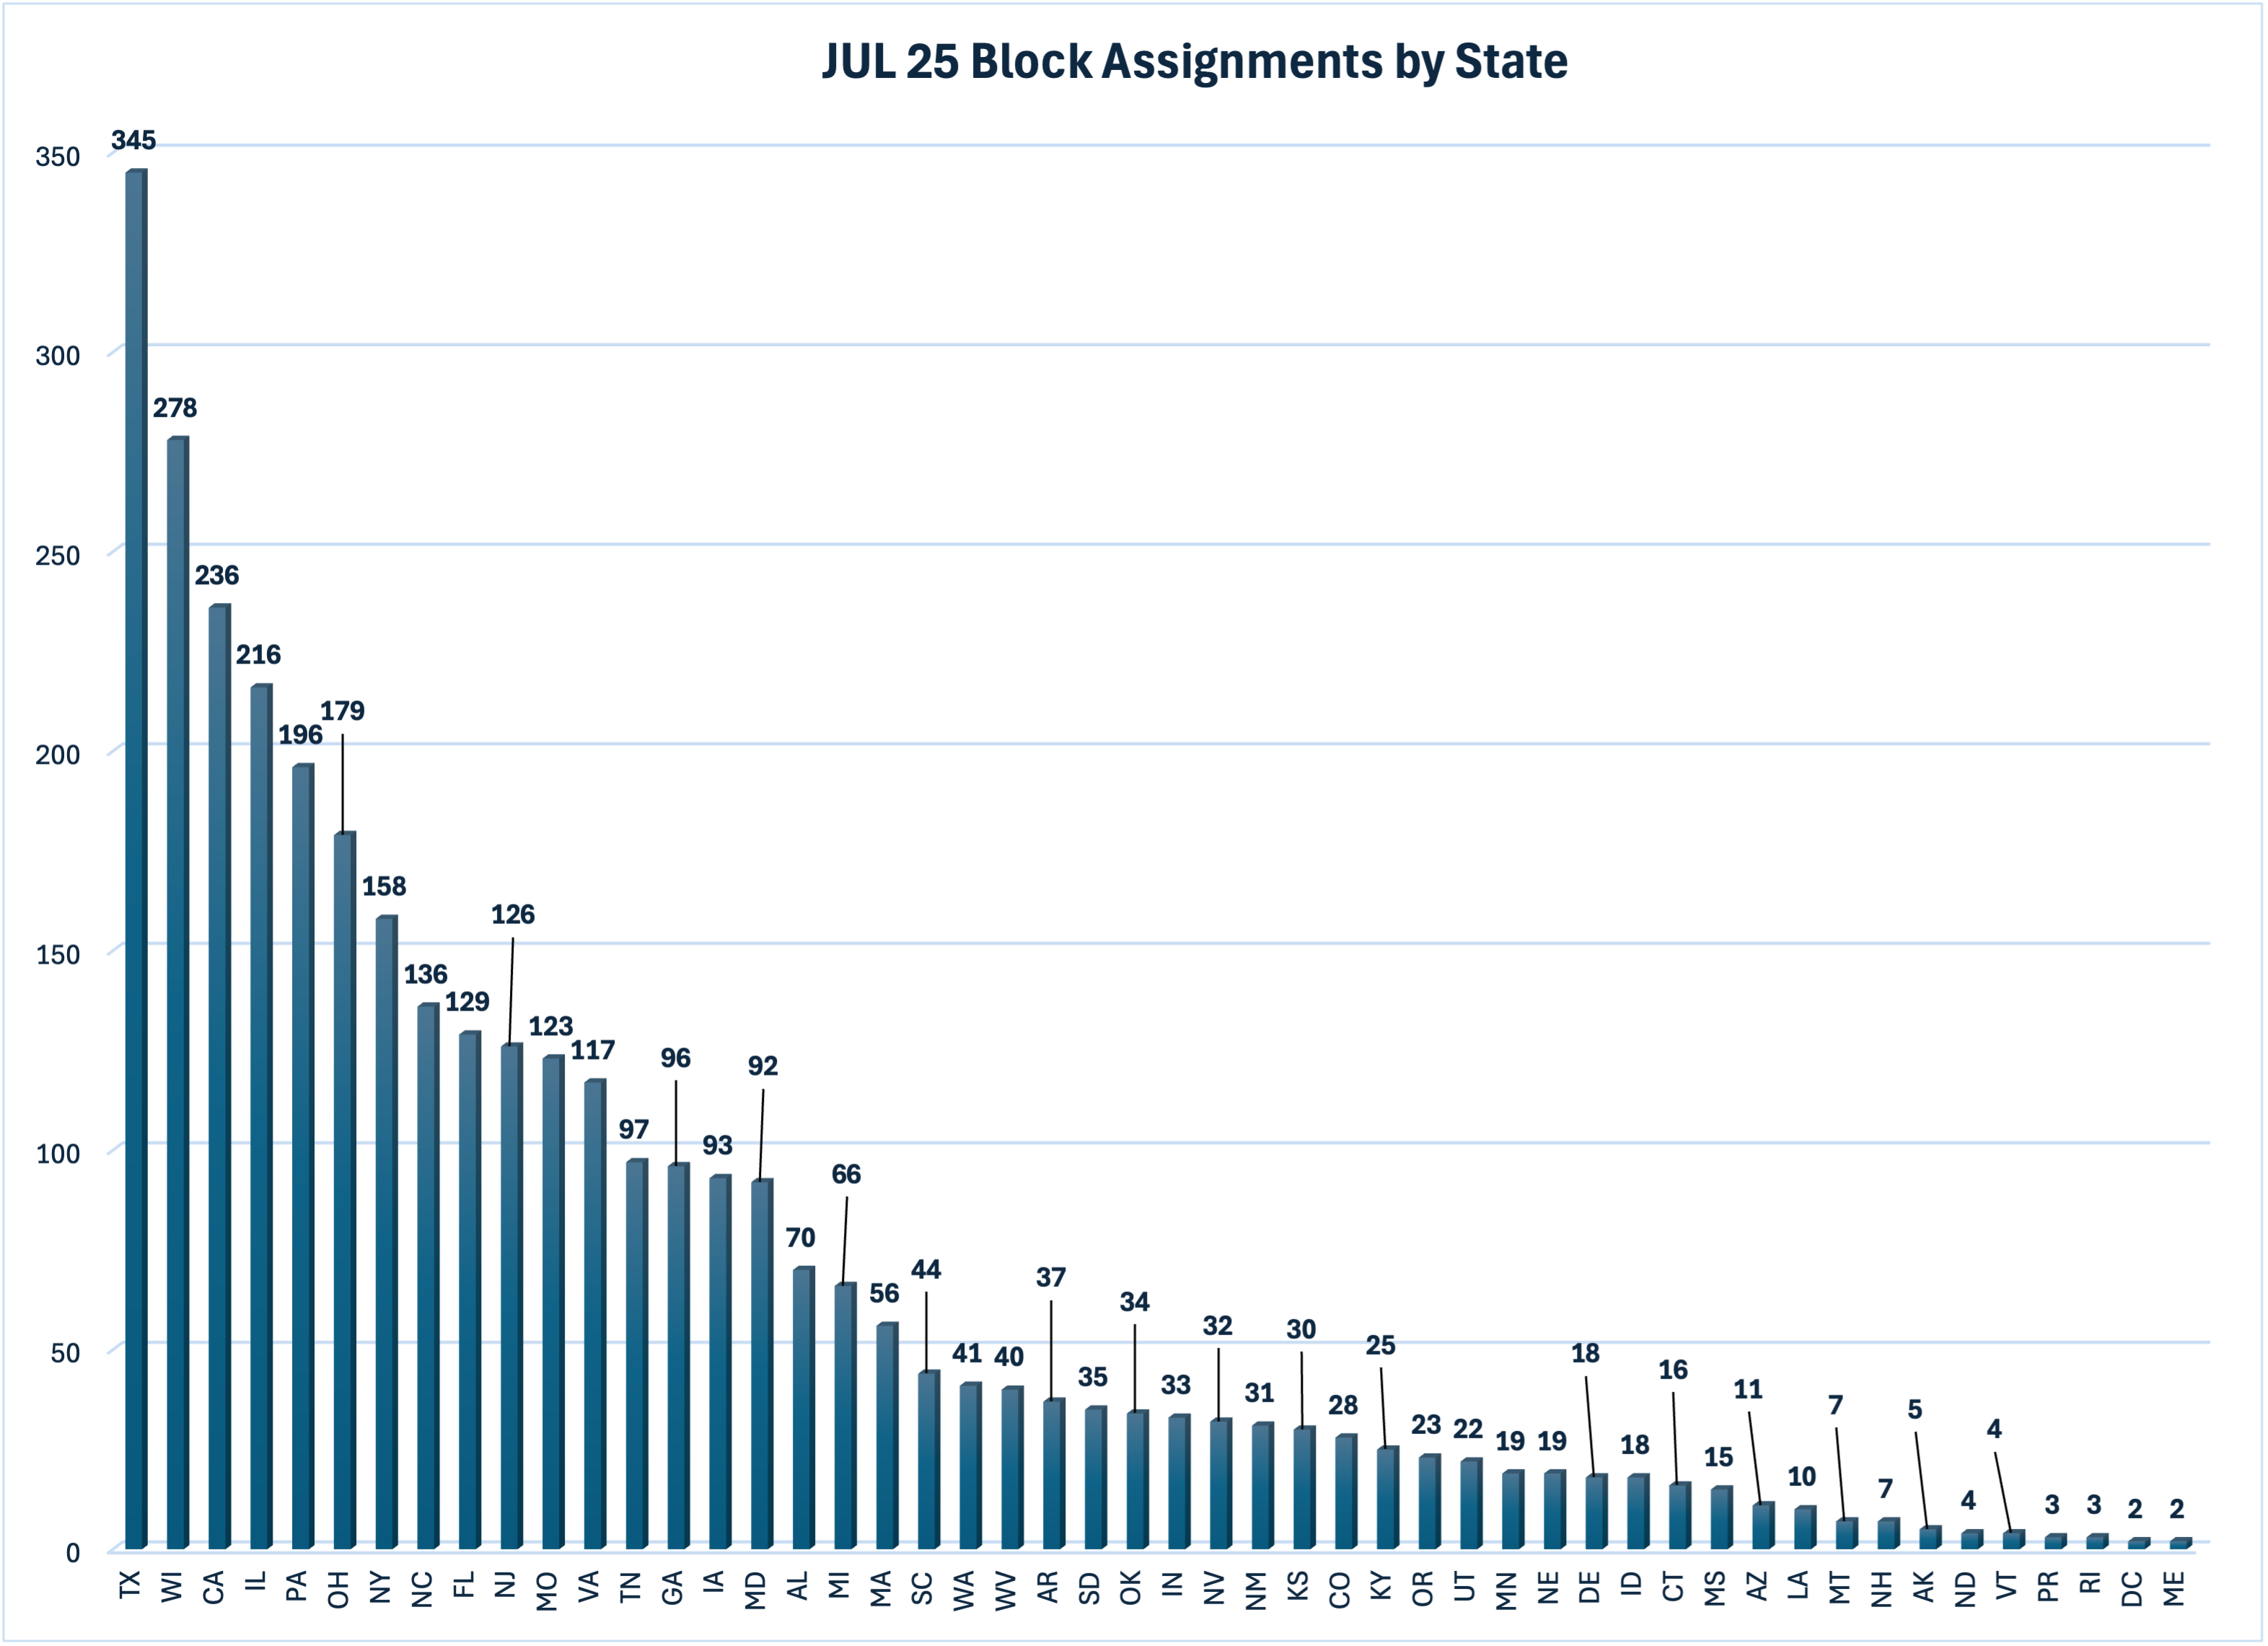 JUL 25 Block Assignments by State
350
300
250
200
150
100
50
0
345
278
236
216
196
179
158
136
129
126
123
117
97
96
93
92
70
66
56
44
41
40
37
35
34
33
32
31
30
28
25
23
22
19
19
18
18
16
15
11
10
7
7
5
4
4
3
3
2
2
TX
WI
CA
IL
PA
OH
NY
NC
FL
NJ
MO
VA
TN
GA
IA
MD
AL
MI
MA
SC
WA
WV
AR
SD
OK
IN
NV
NM
KS
CO
KY
OR
UT
MN
NE
DE
ID
CT
MS
AZ
LA
MT
NH
AK
ND
VT
PR
RI
DC
ME